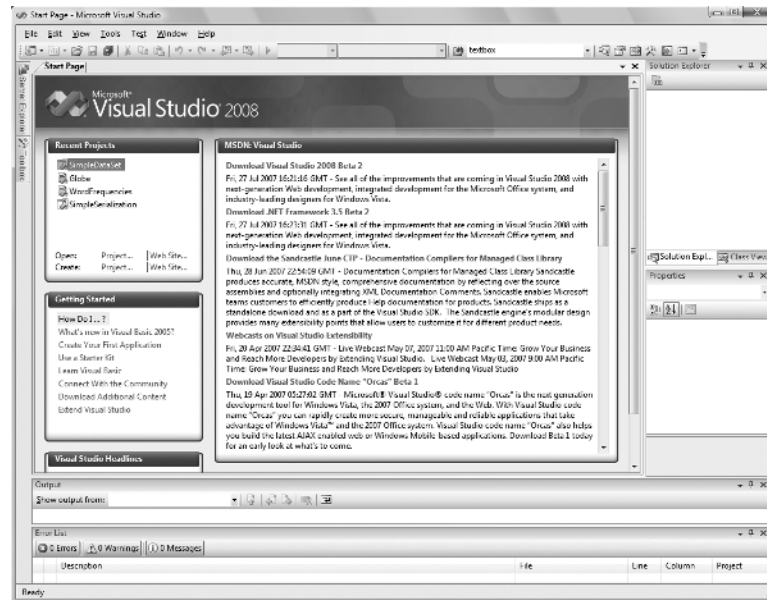 Start Page - Microsoft Visual Studio
File Edit View Tools Test Window Help
textbox
Start Page
Server Explorer
Toolbox
Microsoft®
Visual Studio 2008
Recent Projects
SimpleDataSet
Globe
WordFrequencies
SimpleSerialization
Open: Project... Web Site...
Create: Project... Web Site...
Getting Started
How Do I...?
What's new in Visual Basic 2005?
Create Your First Application
Use a Starter Kit
Learn Visual Basic
Connect With the Community
Download Additional Content
Extend Visual Studio
Visual Studio Headlines
MSDN: Visual Studio
Download Visual Studio 2008 Beta 2
Fri, 27 Jul 2007 16:21:16 GMT - See all of the improvements that are coming in Visual Studio 2008 with
next-generation Web development, integrated development for the Microsoft Office system, and
industry-leading designers for Windows Vista.
Download .NET Framework 3.5 Beta 2
Fri, 27 Jul 2007 16:23:31 GMT - See all of the improvements that are coming in Visual Studio 2008 with
next-generation Web development, integrated development for the Microsoft Office system, and
industry-leading designers for Windows Vista.
Download the Sandcastle June CTP - Documentation Compilers for Managed Class Library
Thu, 28 Jun 2007 22:54:09 GMT - Documentation Compilers for Managed Class Library Sandcastle
produces accurate, MSDN style, comprehensive documentation by reflecting over the source
assemblies and optionally integrating XML Documentation Comments. Sandcastle enables Microsoft
teams customers to efficiently produce Help documentation for products. Sandcastle ships as a
standalone download and as a part of the Visual Studio SDK. The Sandcastle engine's modular design
provides many extensibility points that allow users to customize it for different product needs.
Webcasts on Visual Studio Extensibility
Fri, 20 Apr 2007 22:34:41 GMT - Live Webcast May 07, 2007 11:00 AM Pacific Time: Grow Your Business
and Reach More Developers by Extending Visual Studio. Live Webcast May 03, 2007 9:00 AM Pacific
Time: Grow Your Business and Reach More Developers by Extending Visual Studio
Download Visual Studio Code Name "Orcas" Beta 1
Thu, 19 Apr 2007 05:27:02 GMT - Microsoft® Visual Studio® code name "Orcas" is the next generation
development tool for Windows Vista, the 2007 Office system, and the Web. With Visual Studio code
name "Orcas" you can rapidly create more secure, manageable and reliable applications that take
advantage of Windows Vista™ and the 2007 Office system. Visual Studio code name "Orcas" also helps
you build the latest AJAX enabled web or Windows Mobile-based applications. Download Beta 1 today
for an early look at what's to come.
Solution Explorer
Solution Expl... Class View
Properties
Output
Show output from:
Error List
0 Errors 0 Warnings 0 Messages
Description File Line Column Project
Ready